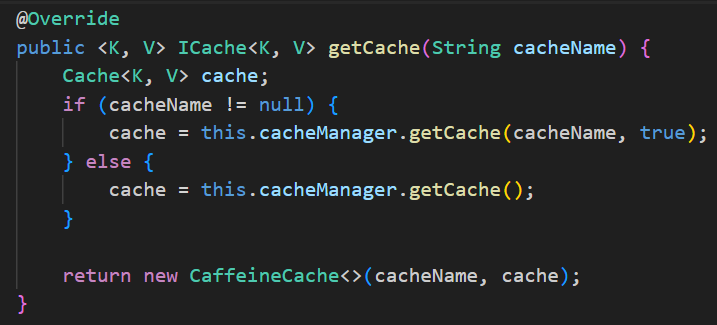 @Override
public <K, V> ICache<K, V> getCache(String cacheName) {
    Cache<K, V> cache;
    if (cacheName != null) {
        cache = this.cacheManager.getCache(cacheName, true);
    } else {
        cache = this.cacheManager.getCache();
    }

    return new CaffeineCache<>(cacheName, cache);
}